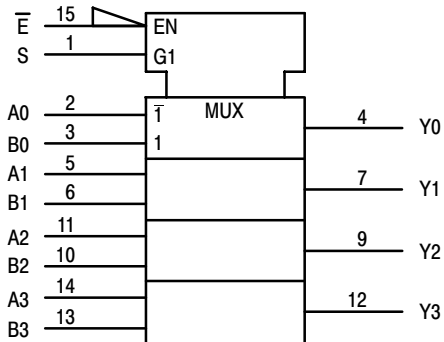 E̅ 15 EN
S 1 G1
MUX
A0 2 1̅ 4 Y0
B0 3 1
A1 5 7 Y1
B1 6
A2 11 9 Y2
B2 10
A3 14 12 Y3
B3 13